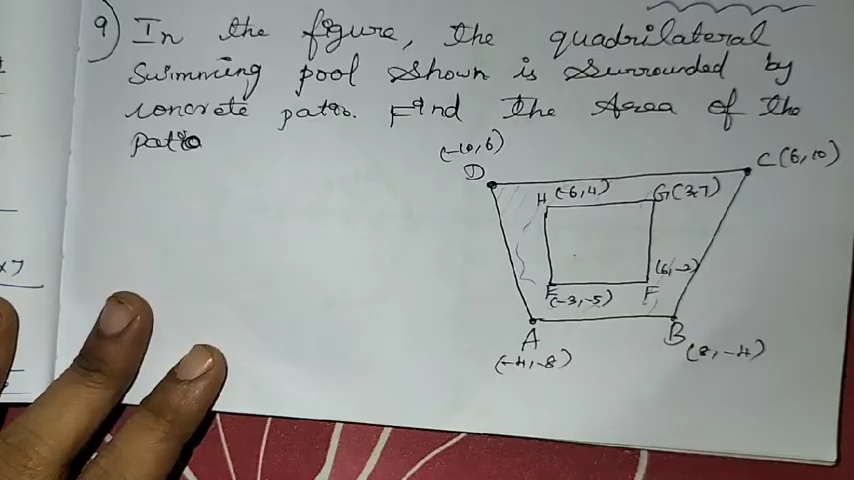 9) In the figure, the quadrilateral
swimming pool shown is surrounded by
concrete patio. Find the Area of the
patio
(-10,6)
D
C(6,10)
H (-6,4)
G(3,7)
(6,-2)
E(-3,-5)
F
A
(-4,-8)
B
(8,-4)
×7